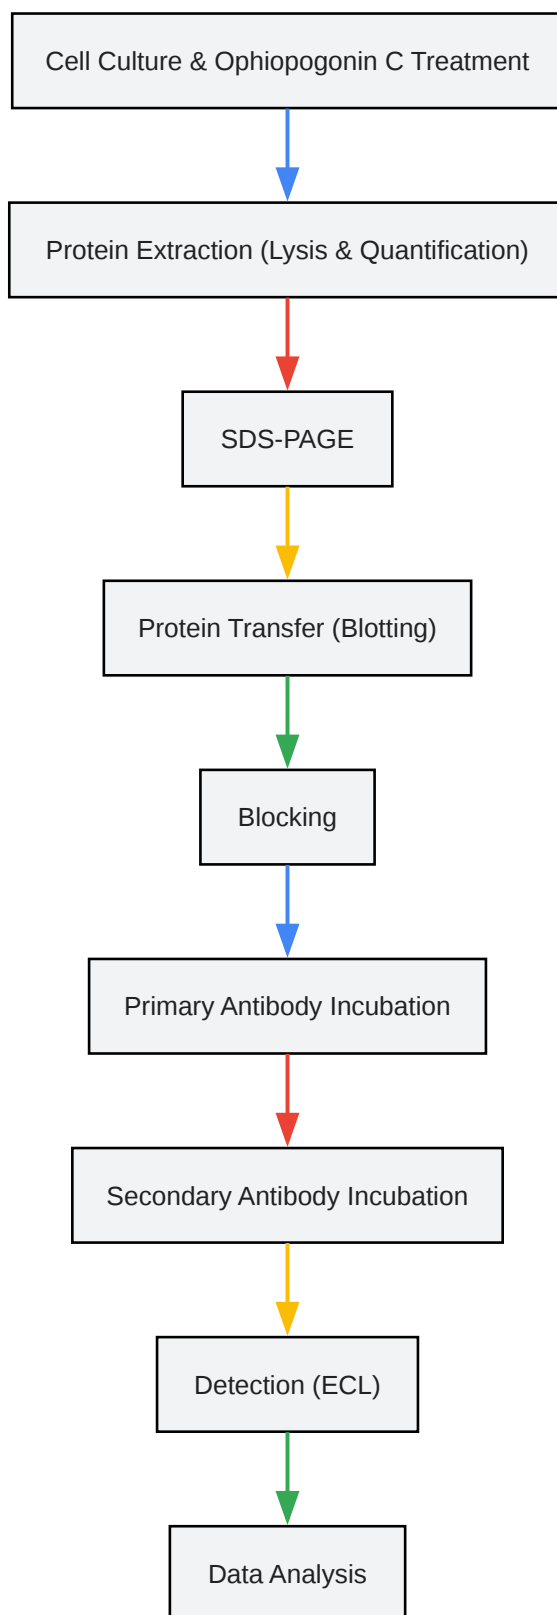 Cell Culture & Ophiopogonin C Treatment
Protein Extraction (Lysis & Quantification)
SDS-PAGE
Protein Transfer (Blotting)
Blocking
Primary Antibody Incubation
Secondary Antibody Incubation
Detection (ECL)
Data Analysis